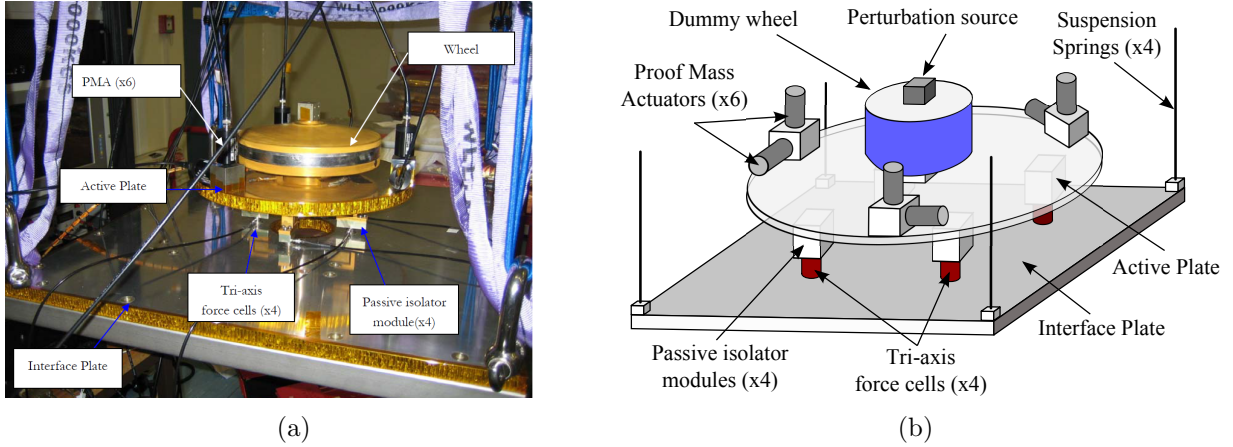 Wheel
PMA (x6)
Active Plate
Tri-axis
force cells (x4)
Passive isolator
module(x4)
Interface Plate
(a)
Dummy wheel
Perturbation source
Suspension
Springs (x4)
Proof Mass
Actuators (x6)
Active Plate
Interface Plate
Passive isolator
modules (x4)
Tri-axis
force cells (x4)
(b)